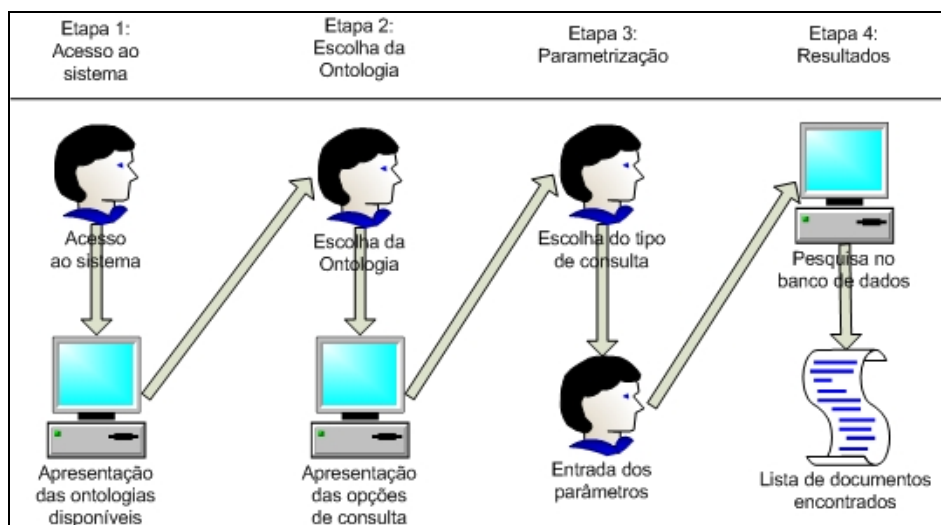 Etapa 1:
Acesso ao
sistema
Etapa 2:
Escolha da
Ontologia
Etapa 3:
Parametrização
Etapa 4:
Resultados
Acesso
ao sistema
Escolha da
Ontologia
Escolha do tipo
de consulta
Pesquisa no
banco de dados
Apresentação
das ontologias
disponíveis
Apresentação
das opções
de consulta
Entrada dos
parâmetros
Lista de documentos
encontrados